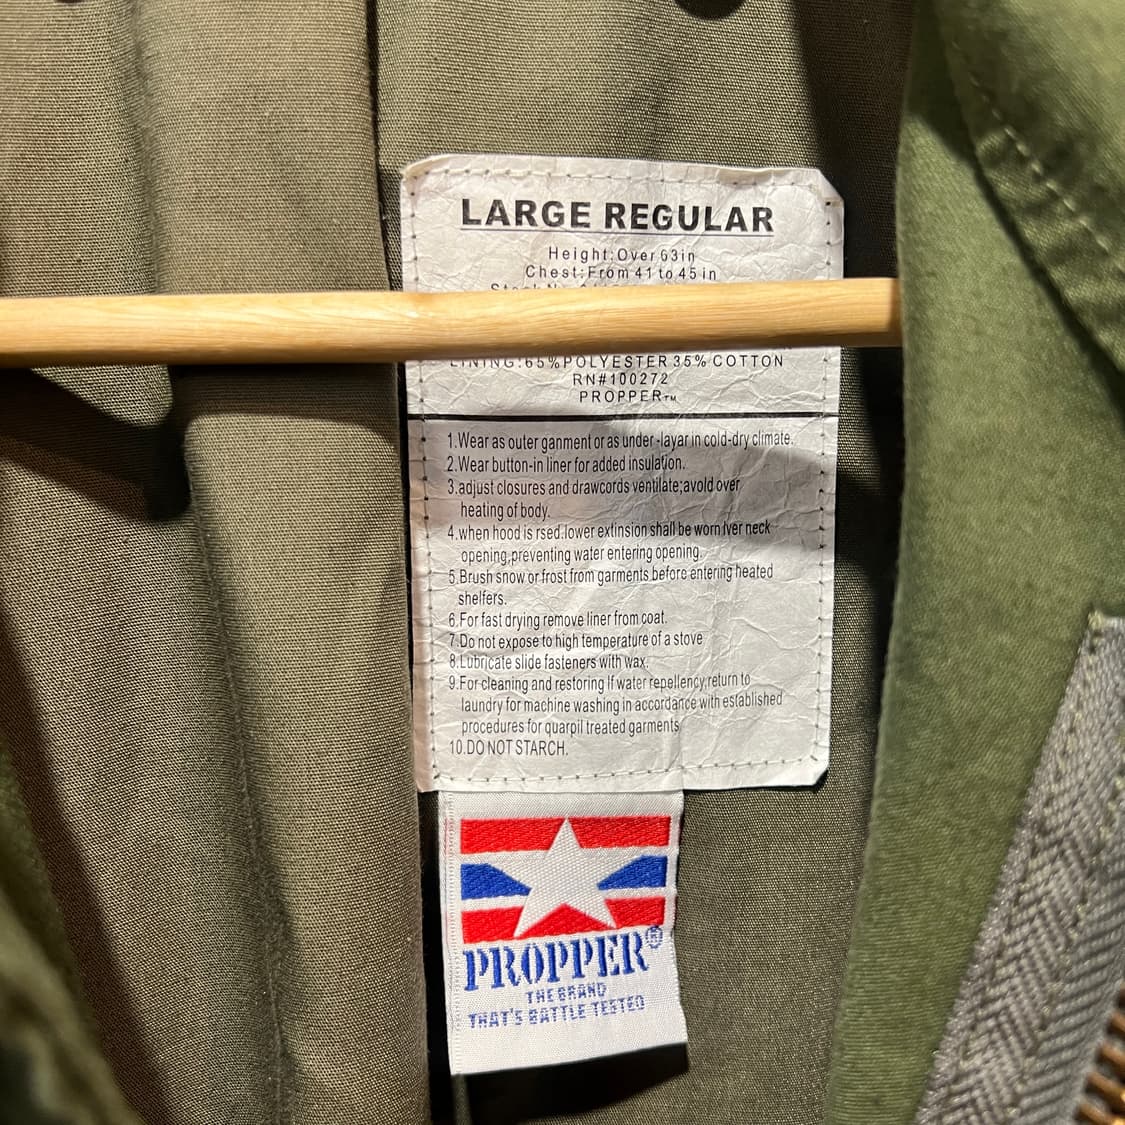 LARGE REGULAR
Height:Over 63in
Chest:From 41 to 45 in
LINING:65%POLYESTER 35% COTTON
RN#100272
PROPPER™
1.Wear as outer ganment or as under -layar in cold-dry climate.
2.Wear button-in liner for added insulation.
3.adjust closures and drawcords ventilate;avold over
heating of body.
4.when hood is rsed.lower extinsion shall be worn lver neck
opening,preventing water entering opening.
5.Brush snow or frost from garments before entering heated
shelfers.
6.For fast drying remove liner from coat.
7.Do not expose to high temperature of a stove
8.Lubricate slide fasteners with wax.
9.For cleaning and restoring lf water repellency,return to
laundry for machine washing in accordance with established
procedures for quarpil treated garments
10.DO NOT STARCH.
PROPPER®
THE BRAND
THAT'S BATTLE TESTED